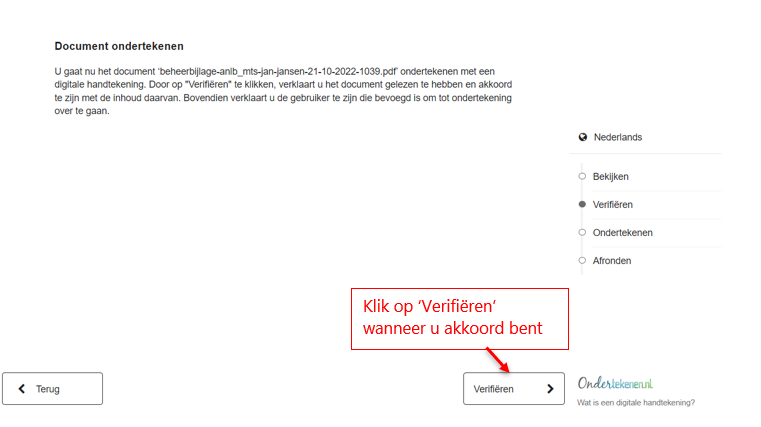 Document ondertekenen
U gaat nu het document 'beheerbijlage-anlb_mts-jan-jansen-21-10-2022-1039.pdf' ondertekenen met een
digitale handtekening. Door op "Verifiëren" te klikken, verklaart u het document gelezen te hebben en akkoord
te zijn met de inhoud daarvan. Bovendien verklaart u de gebruiker te zijn die bevoegd is om tot ondertekening
over te gaan.
Nederlands
Bekijken
Verifiëren
Ondertekenen
Afronden
Klik op ‘Verifiëren’
wanneer u akkoord bent
Terug
Verifiëren
Ondertekenen.nl
Wat is een digitale handtekening?